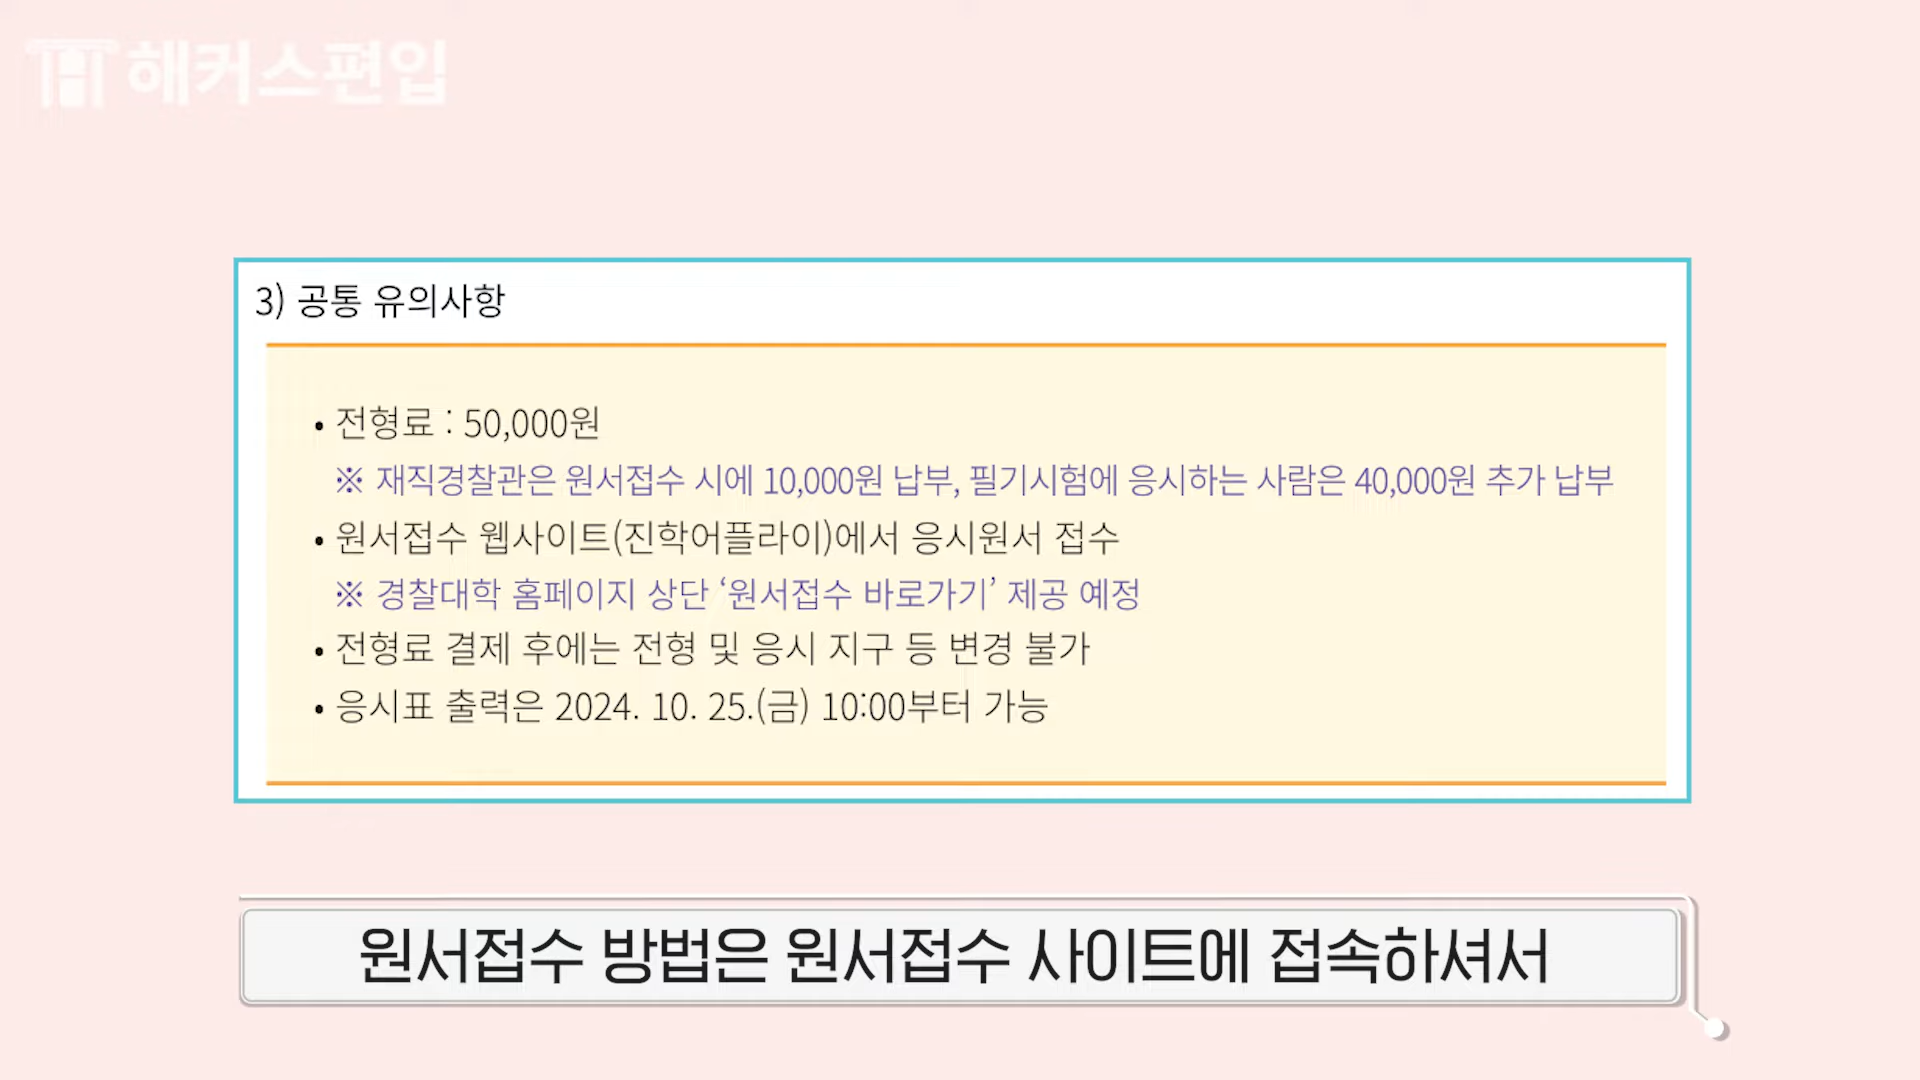 해커스편입
3) 공통 유의사항
• 전형료 : 50,000원
※ 재직경찰관은 원서접수 시에 10,000원 납부, 필기시험에 응시하는 사람은 40,000원 추가 납부
• 원서접수 웹사이트(진학어플라이)에서 응시원서 접수
※ 경찰대학 홈페이지 상단 ‘원서접수 바로가기’ 제공 예정
• 전형료 결제 후에는 전형 및 응시 지구 등 변경 불가
• 응시표 출력은 2024. 10. 25.(금) 10:00부터 가능
원서접수 방법은 원서접수 사이트에 접속하셔서